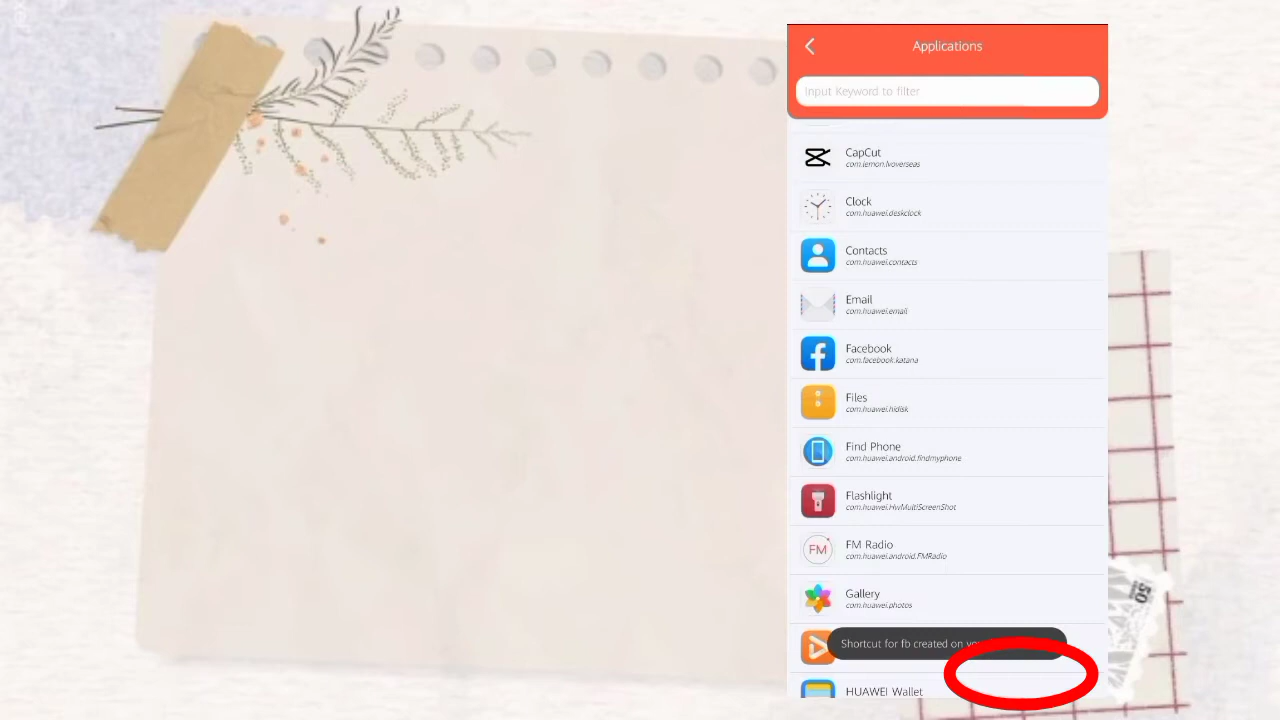 Applications
Input Keyword to filter
CapCut
com.lemon.lvoverseas
Clock
com.huawei.deskclock
Contacts
com.huawei.contacts
Email
com.huawei.email
Facebook
com.facebook.katana
Files
com.huawei.hidisk
Find Phone
com.huawei.android.findmyphone
Flashlight
com.huawei.HwMultiScreenShot
FM
FM Radio
com.huawei.android.FMRadio
Gallery
com.huawei.photos
50
Shortcut for fb created on
HUAWEI Wallet